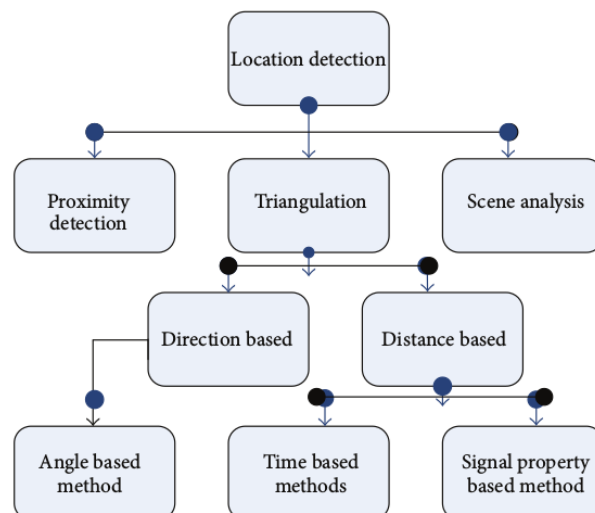 Location detection
Proximity
detection
Triangulation
Scene analysis
Direction based
Distance based
Angle based
method
Time based
methods
Signal property
based method